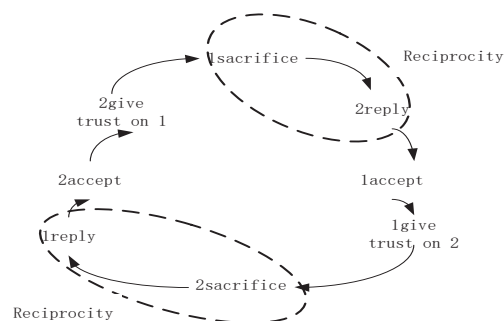 1sacrifice
Reciprocity
2give
trust on 1
2reply
2accept
1accept
1give
trust on 2
1reply
2sacrifice
Reciprocity